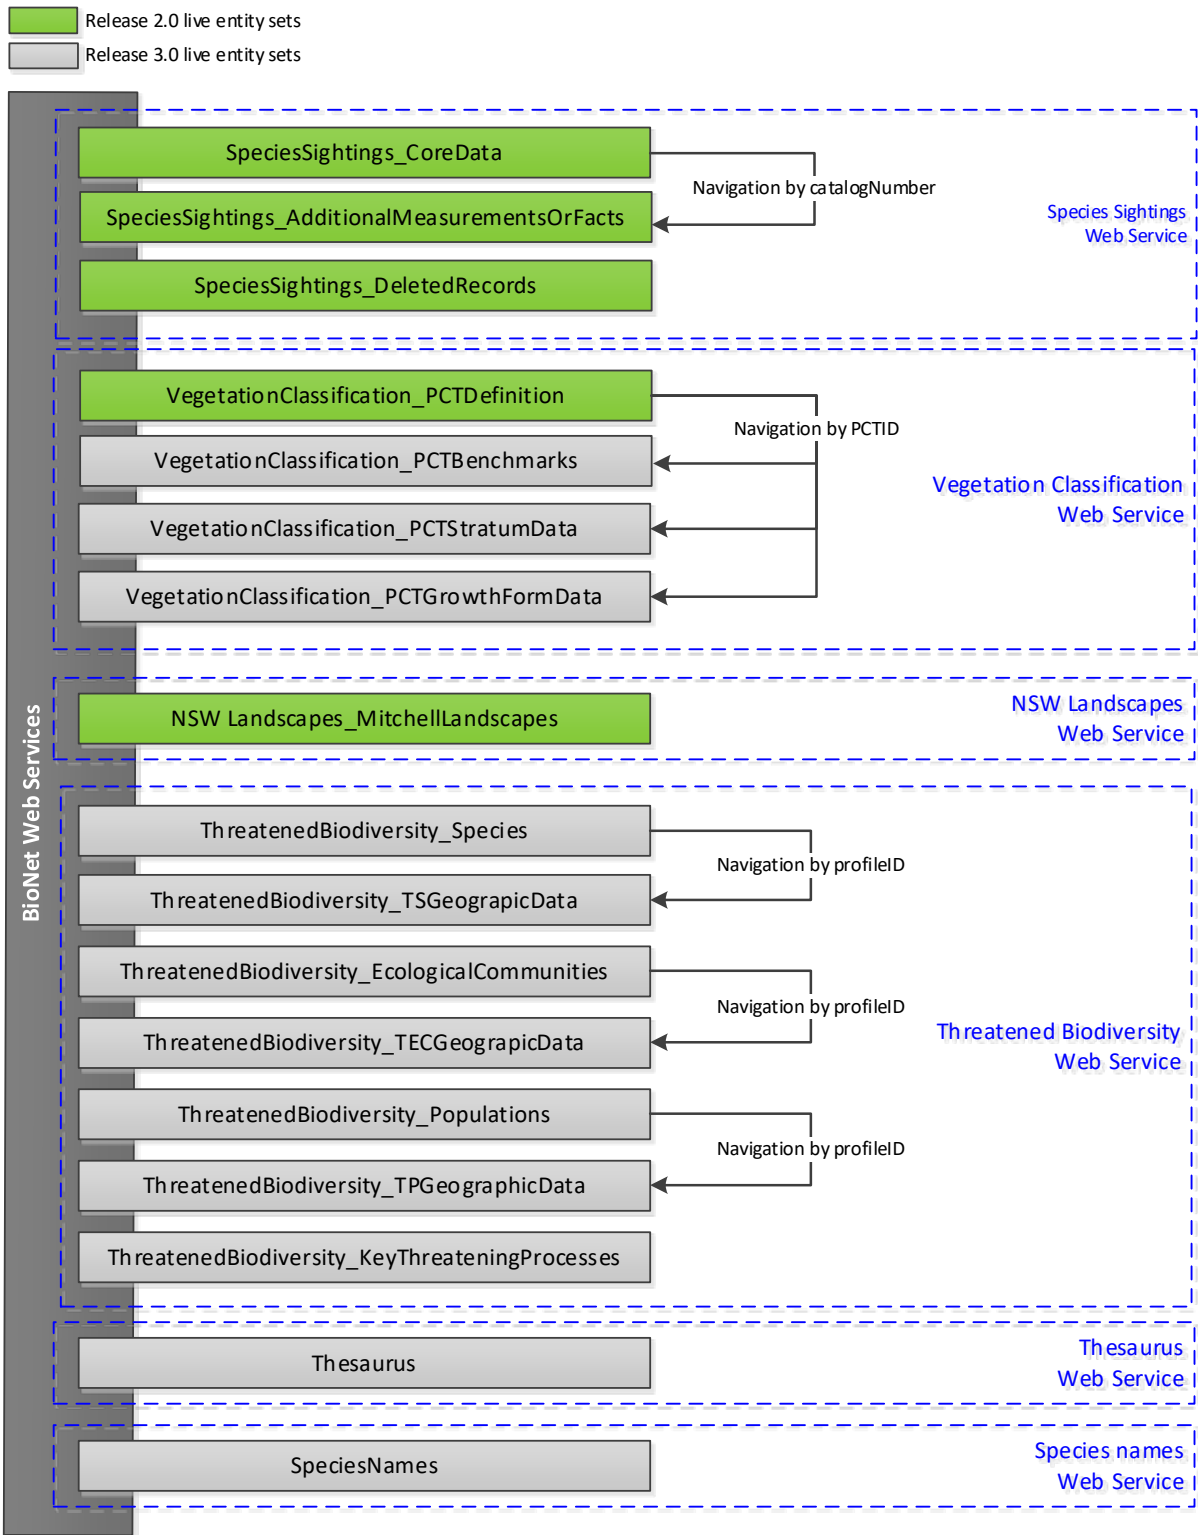 Release 2.0 live entity sets
Release 3.0 live entity sets
BioNet Web Services
SpeciesSightings_CoreData
Navigation by catalogNumber
SpeciesSightings_AdditionalMeasurementsOrFacts
Species Sightings
Web Service
SpeciesSightings_DeletedRecords
VegetationClassification_PCTDefinition
Navigation by PCTID
VegetationClassification_PCTBenchmarks
Vegetation Classification
Web Service
VegetationClassification_PCTStratumData
VegetationClassification_PCTGrowthFormData
NSW Landscapes_MitchellLandscapes
NSW Landscapes
Web Service
ThreatenedBiodiversity_Species
Navigation by profileID
ThreatenedBiodiversity_TSGeograpicData
ThreatenedBiodiversity_EcologicalCommunities
Navigation by profileID
ThreatenedBiodiversity_TECGeograpicData
Threatened Biodiversity
Web Service
ThreatenedBiodiversity_Populations
Navigation by profileID
ThreatenedBiodiversity_TPGeographicData
ThreatenedBiodiversity_KeyThreateningProcesses
Thesaurus
Thesaurus
Web Service
SpeciesNames
Species names
Web Service